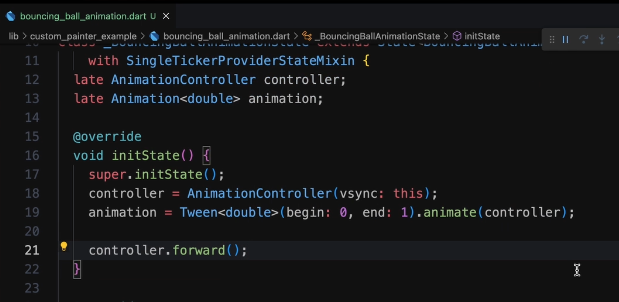 bouncing_ball_animation.dart U ×
lib > custom_painter_example > bouncing_ball_animation.dart > _BouncingBallAnimationState > initState
11 with SingleTickerProviderStateMixin {
12 late AnimationController controller;
13 late Animation<double> animation;
14
15 @override
16 void initState() {
17 super.initState();
18 controller = AnimationController(vsync: this);
19 animation = Tween<double>(begin: 0, end: 1).animate(controller);
20
21 controller.forward();
22 }
23